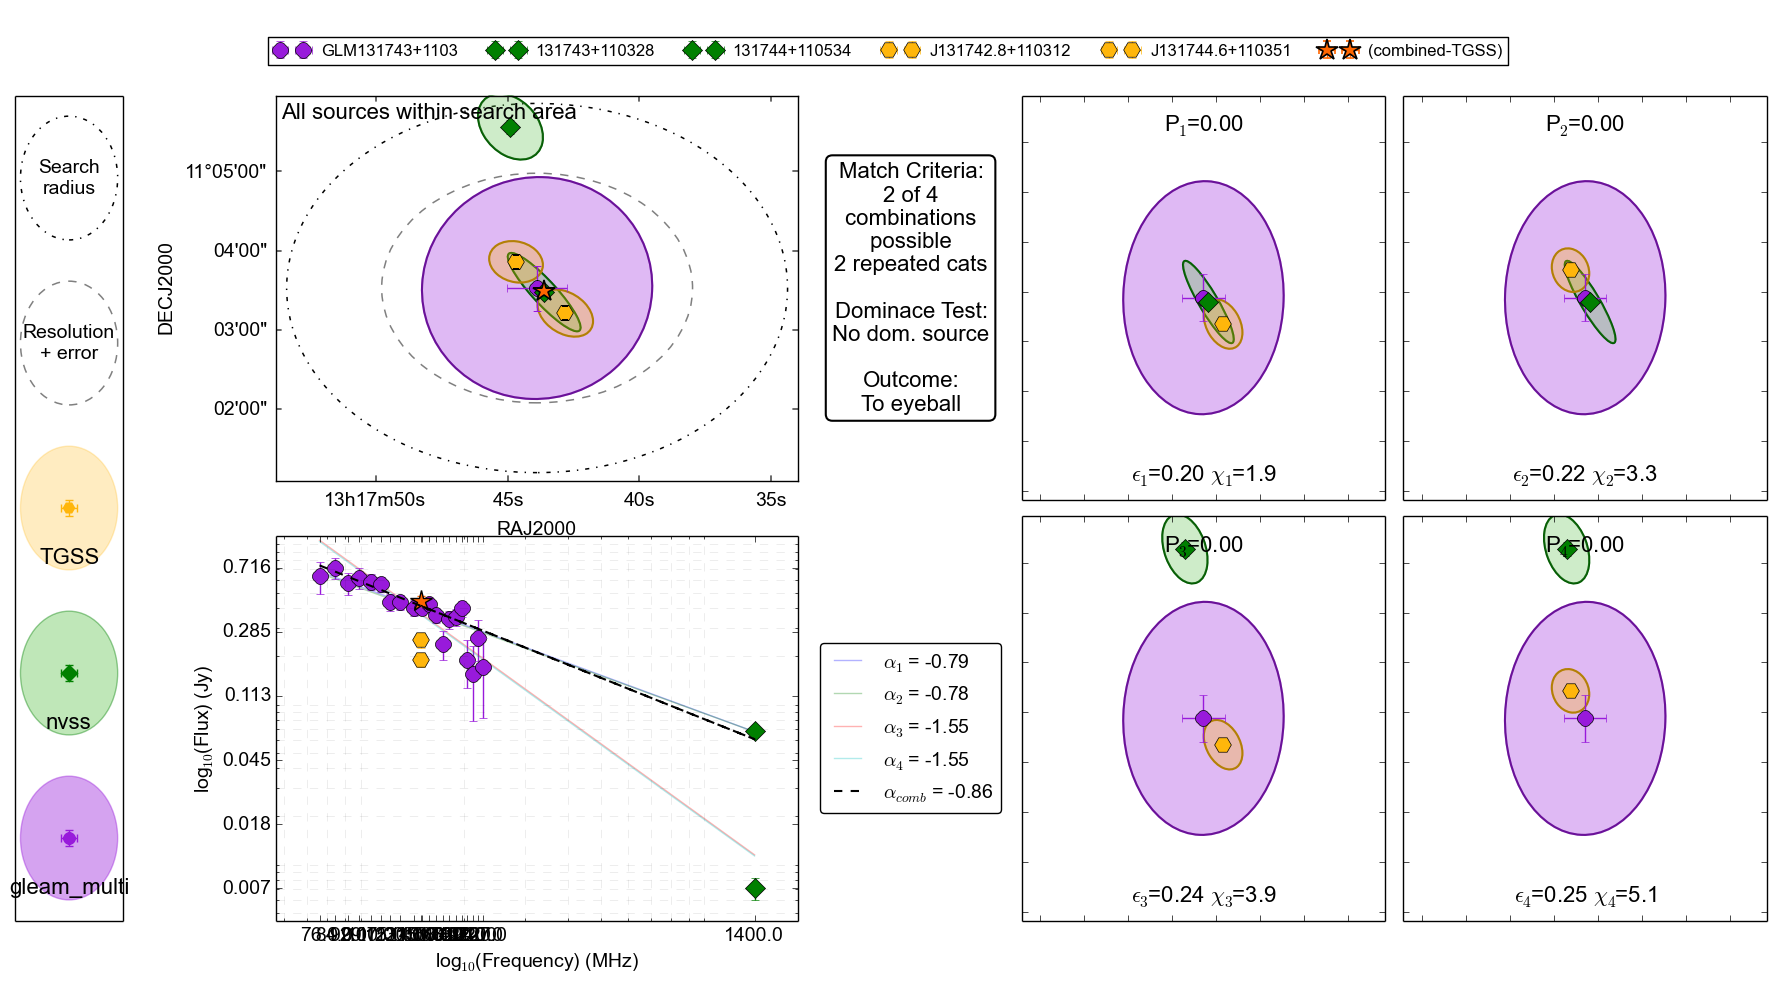 GLM131743+1103 131743+110328 131744+110534 J131742.8+110312 J131744.6+110351 (combined-TGSS)
Search
radius
Resolution
+ error
TGSS
nvss
gleam_multi
All sources within search area
DECJ2000
11°05'00"
04'00"
03'00"
02'00"
13h17m50s 45s 40s 35s
RAJ2000
Match Criteria:
2 of 4
combinations
possible
2 repeated cats
Dominace Test:
No dom. source
Outcome:
To eyeball
P1=0.00
ϵ1=0.20 χ1=1.9
P2=0.00
ϵ2=0.22 χ2=3.3
log10(Flux) (Jy)
0.716
0.285
0.113
0.045
0.018
0.007
1400.0
log10(Frequency) (MHz)
α1 = -0.79
α2 = -0.78
α3 = -1.55
α4 = -1.55
αcomb = -0.86
P3=0.00
ϵ3=0.24 χ3=3.9
P4=0.00
ϵ4=0.25 χ4=5.1